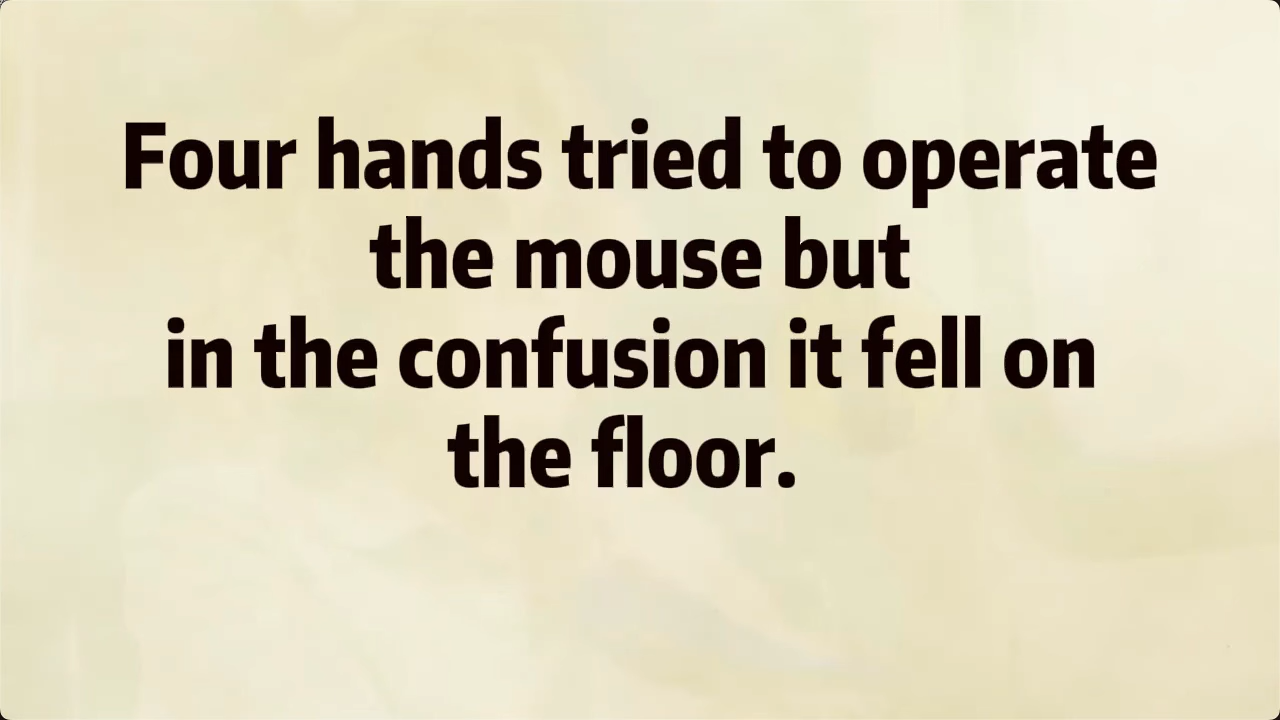 Four hands tried to operate
the mouse but
in the confusion it fell on
the floor.